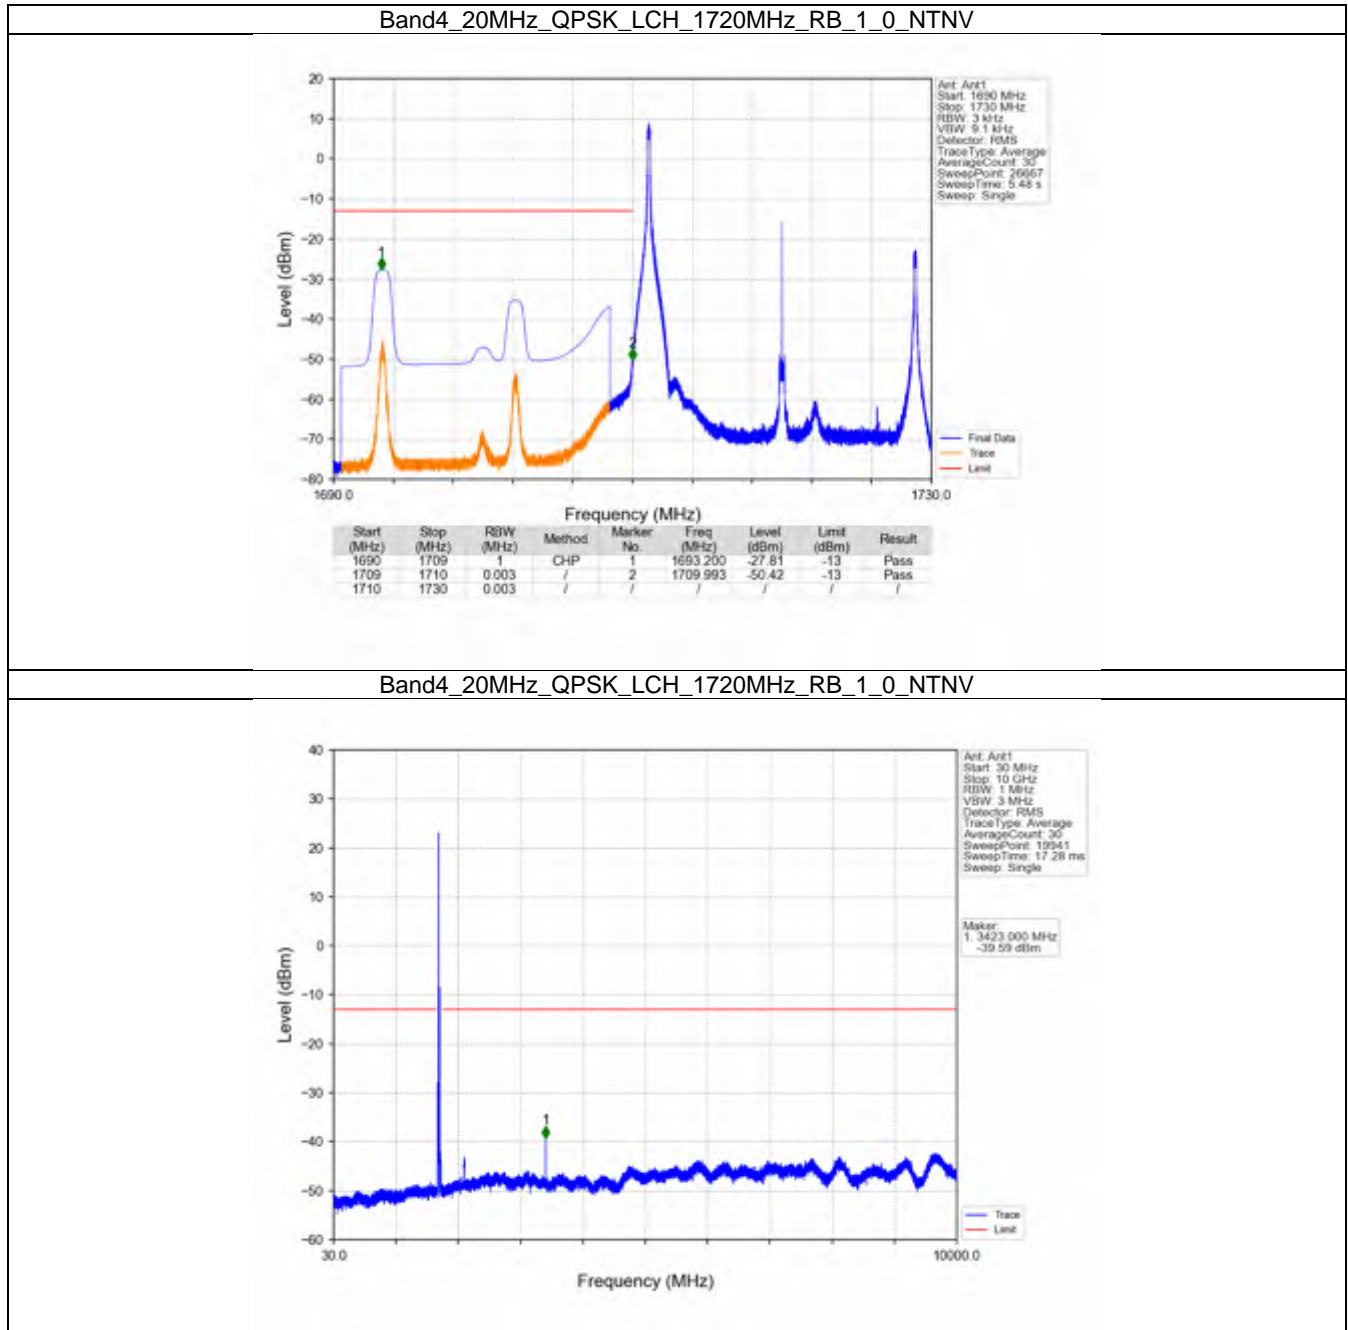 Band4_20MHz_QPSK_LCH_1720MHz_RB_1_0_NTNV
20
10
0
−10
−20
−30
−40
−50
−60
−70
−80
Level (dBm)
1
2
1690.0
1730.0
Frequency (MHz)
Ant: Ant1
Start: 1690 MHz
Stop: 1730 MHz
RBW: 3 kHz
VBW: 9.1 kHz
Detector: RMS
TraceType: Average
AverageCount: 30
SweepPoint: 26667
SweepTime: 5.48 s
Sweep: Single
Final Data
Trace
Limit
Start (MHz) Stop (MHz) RBW (MHz) Method Marker No. Freq (MHz) Level (dBm) Limit (dBm) Result
1690 1709 1 CHP 1 1693.200 -27.81 -13 Pass
1709 1710 0.003 / 2 1709.993 -50.42 -13 Pass
1710 1730 0.003 / / / / / /
Band4_20MHz_QPSK_LCH_1720MHz_RB_1_0_NTNV
40
30
20
10
0
−10
−20
−30
−40
−50
−60
Level (dBm)
1
30.0
10000.0
Frequency (MHz)
Ant: Ant1
Start: 30 MHz
Stop: 10 GHz
RBW: 1 MHz
VBW: 3 MHz
Detector: RMS
TraceType: Average
AverageCount: 30
SweepPoint: 19941
SweepTime: 17.28 ms
Sweep: Single
Maker:
1. 3423.000 MHz
-39.59 dBm
Trace
Limit